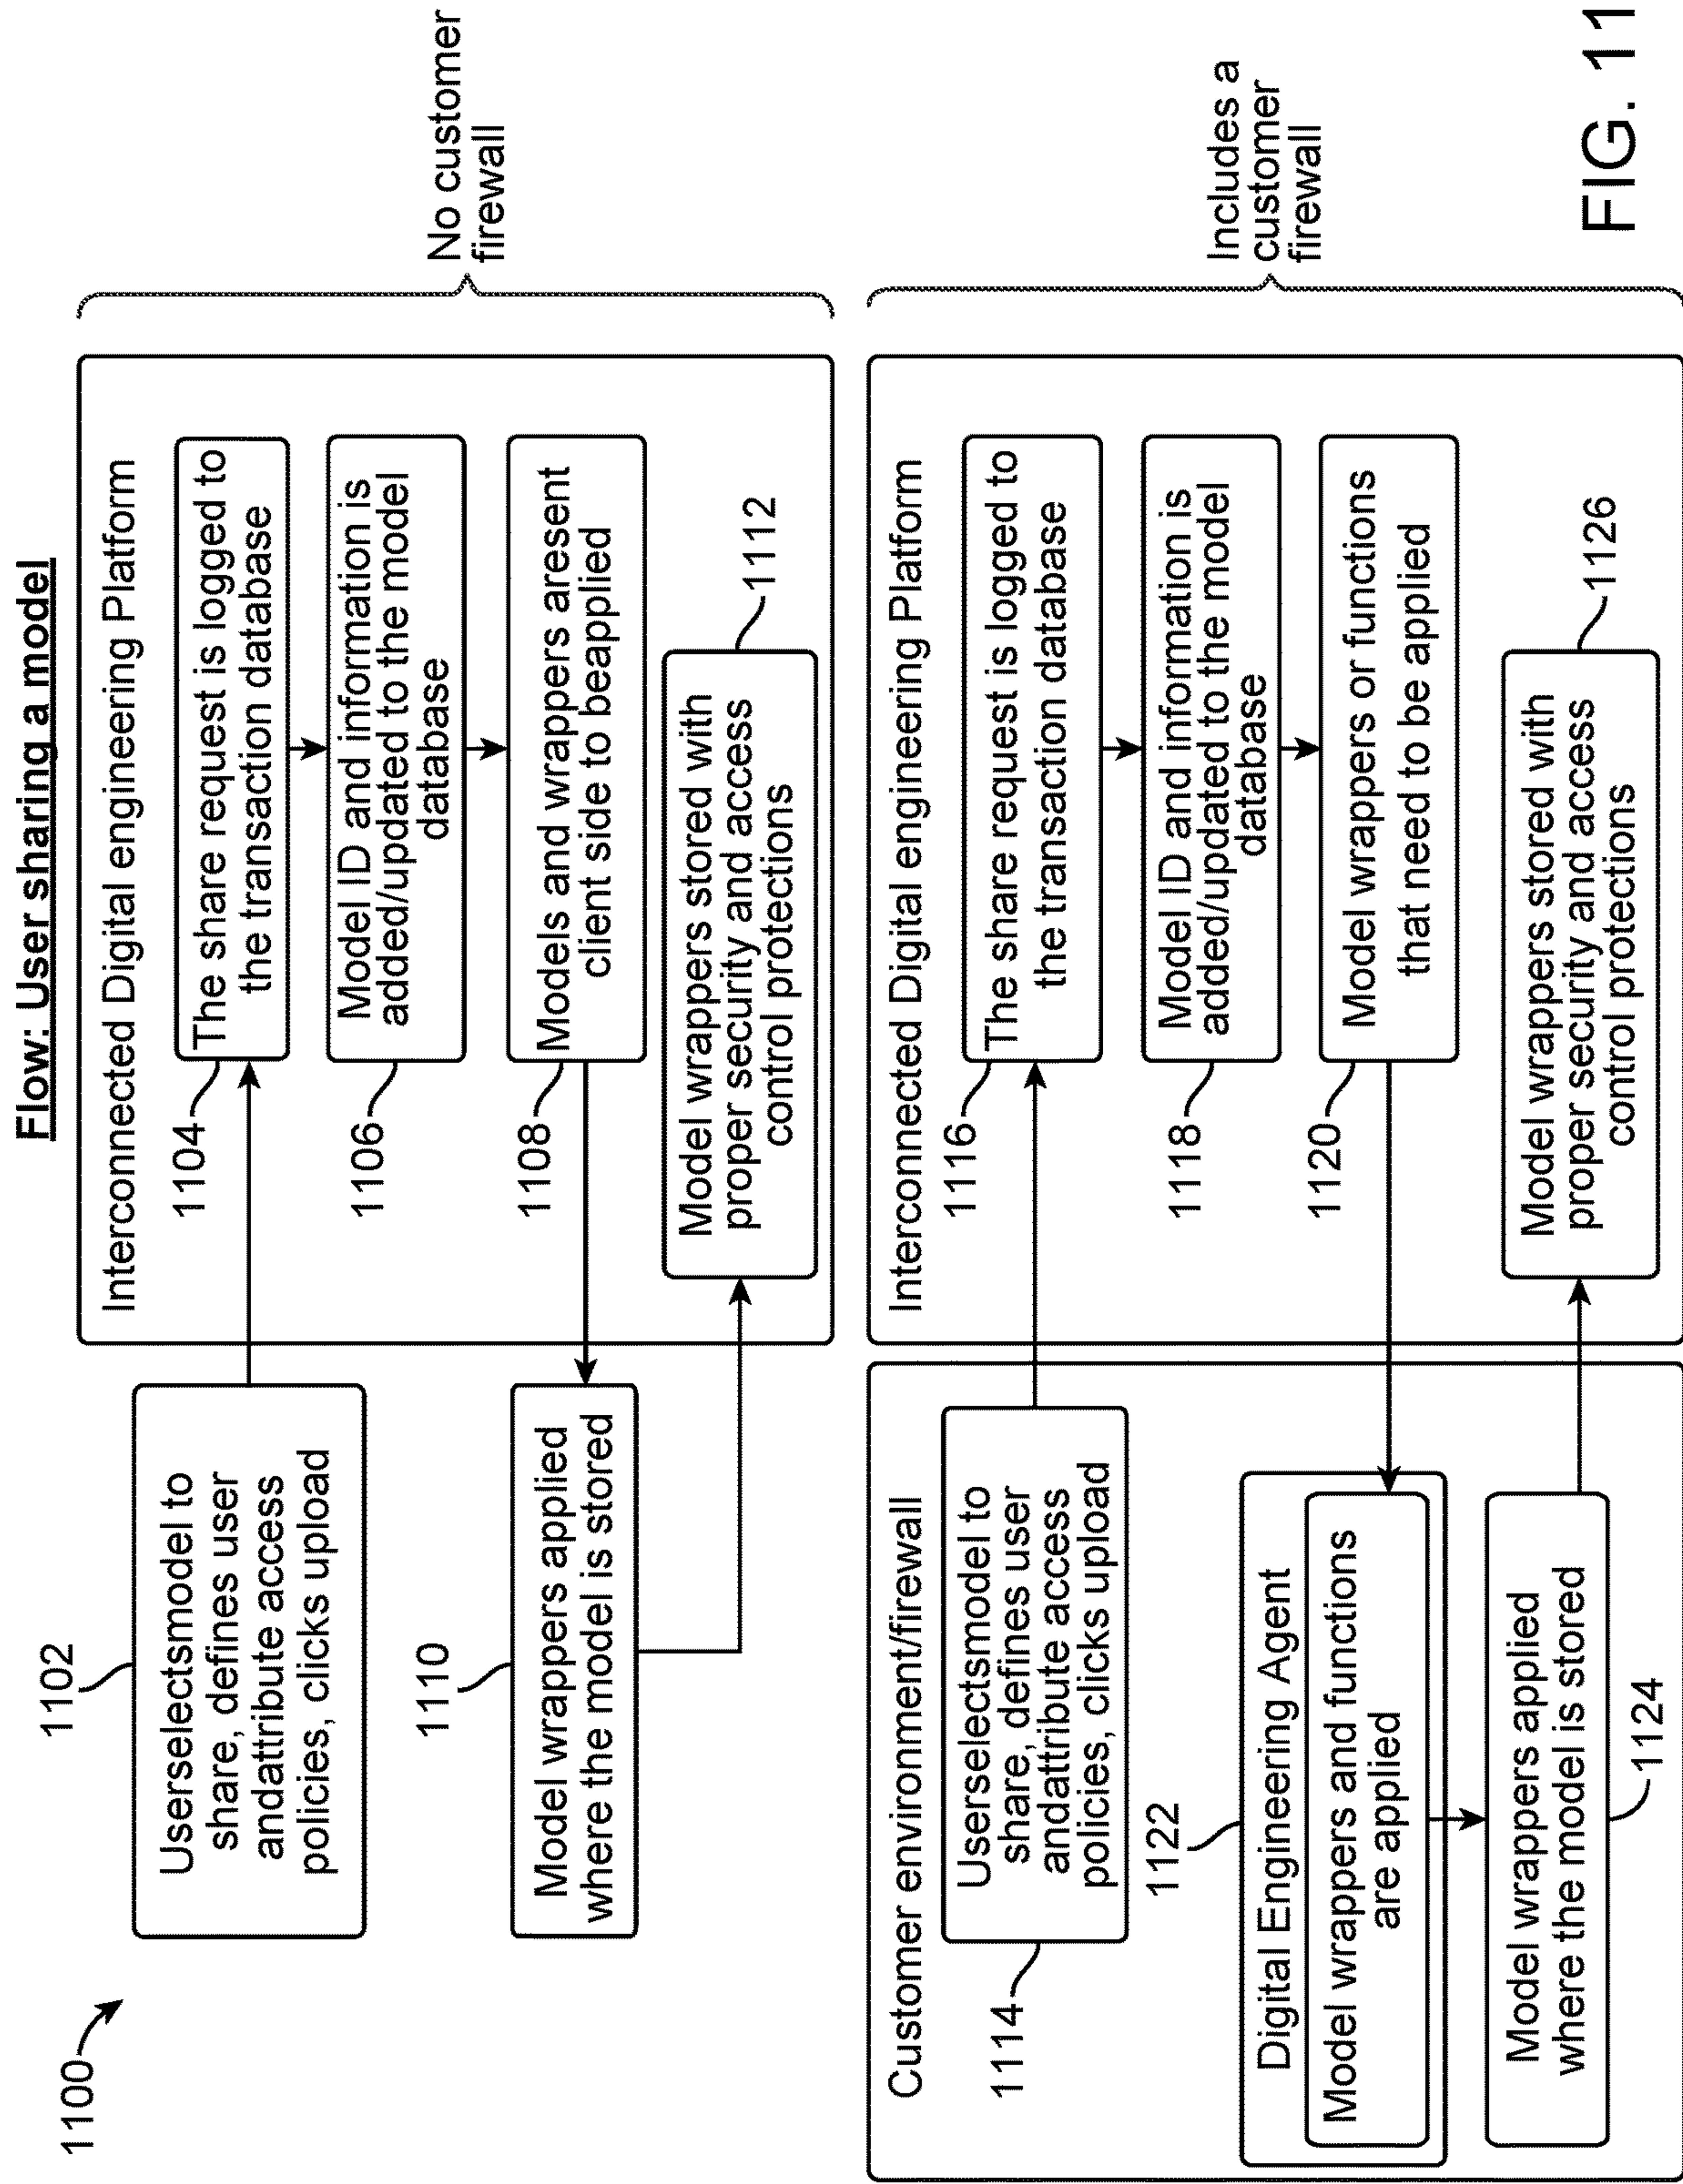 Flow: User sharing a model
1100
1102
Userselectsmodel to
share, defines user
andattribute access
policies, clicks upload
1110
Model wrappers applied
where the model is stored
Interconnected Digital engineering Platform
1104
The share request is logged to
the transaction database
1106
Model ID and information is
added/updated to the model
database
1108
Models and wrappers aresent
client side to beapplied
Model wrappers stored with
proper security and access
control protections
1112
No customer
firewall
Customer environment/firewall
1114
Userselectsmodel to
share, defines user
andattribute access
policies, clicks upload
1122
Digital Engineering Agent
Model wrappers and functions
are applied
Model wrappers applied
where the model is stored
1124
Interconnected Digital engineering Platform
1116
The share request is logged to
the transaction database
1118
Model ID and information is
added/updated to the model
database
1120
Model wrappers or functions
that need to be applied
Model wrappers stored with
proper security and access
control protections
1126
Includes a
customer
firewall
FIG. 11